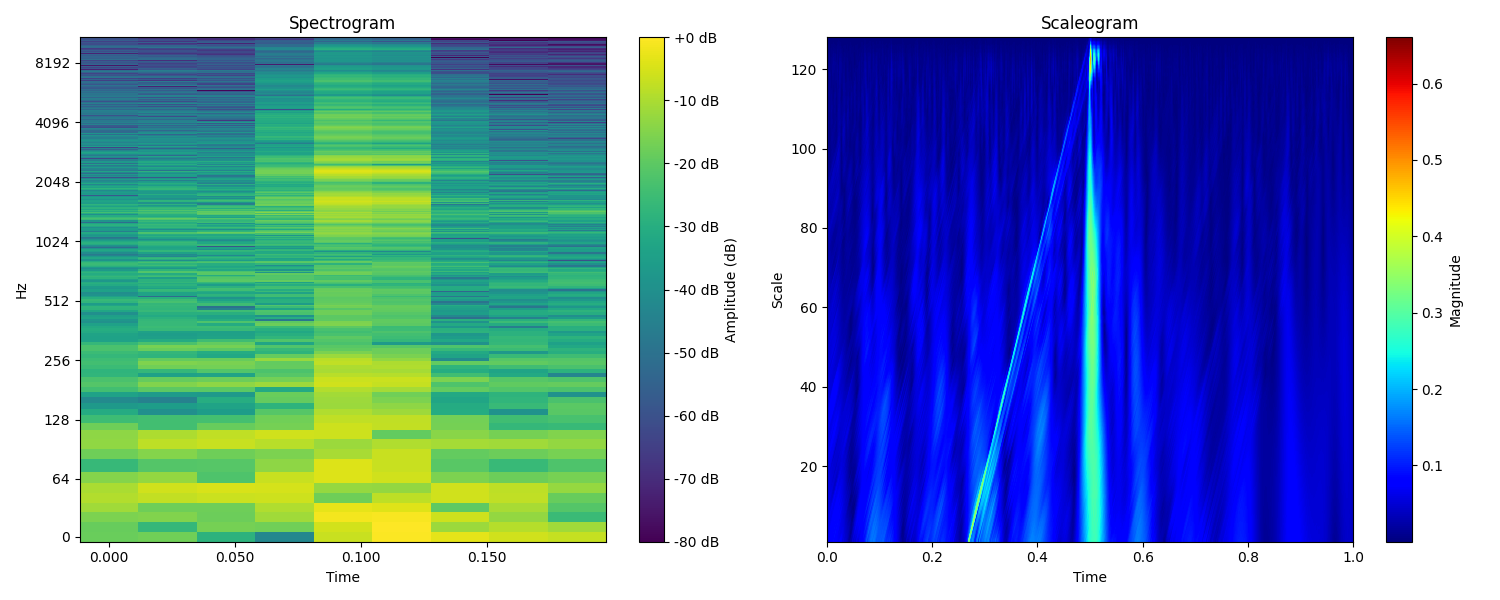 Spectrogram
Hz
8192
4096
2048
1024
512
256
128
64
0
0.000
0.050
0.100
0.150
Time
+0 dB
-10 dB
-20 dB
-30 dB
-40 dB
-50 dB
-60 dB
-70 dB
-80 dB
Amplitude (dB)
Scaleogram
Scale
120
100
80
60
40
20
0.0
0.2
0.4
0.6
0.8
1.0
Time
0.6
0.5
0.4
0.3
0.2
0.1
Magnitude